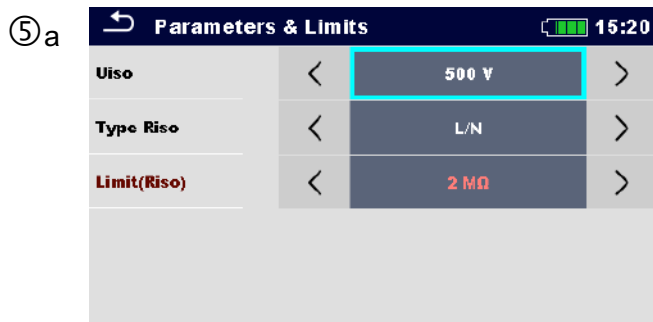 ⑤a
Parameters & Limits 15:20
Uiso < 500 V >
Type Riso < L/N >
Limit(Riso) < 2 MΩ >